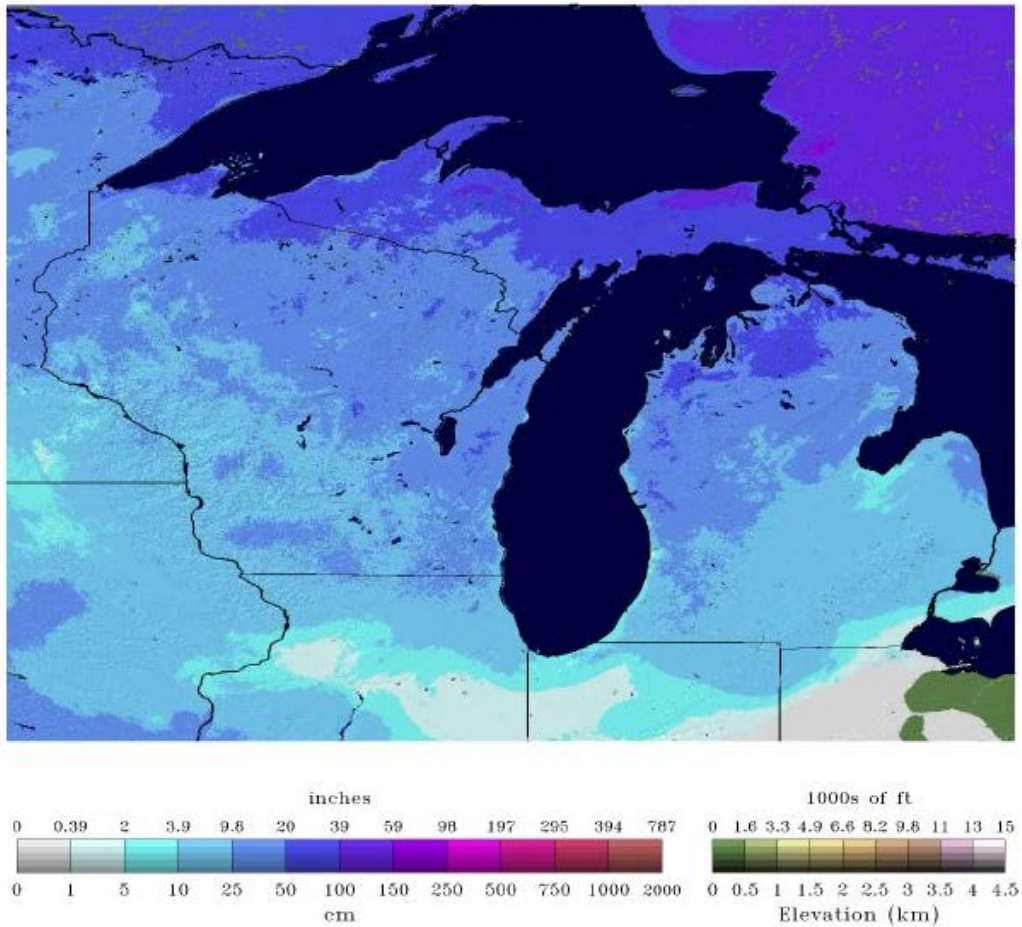 inches
0 0.39 2 3.9 9.8 20 39 59 98 197 295 394 787
0 1 5 10 25 50 100 150 250 500 750 1000 2000
cm
1000s of ft
0 1.6 3.3 4.9 6.6 8.2 9.8 11 13 15
0 0.5 1 1.5 2 2.5 3 3.5 4 4.5
Elevation (km)